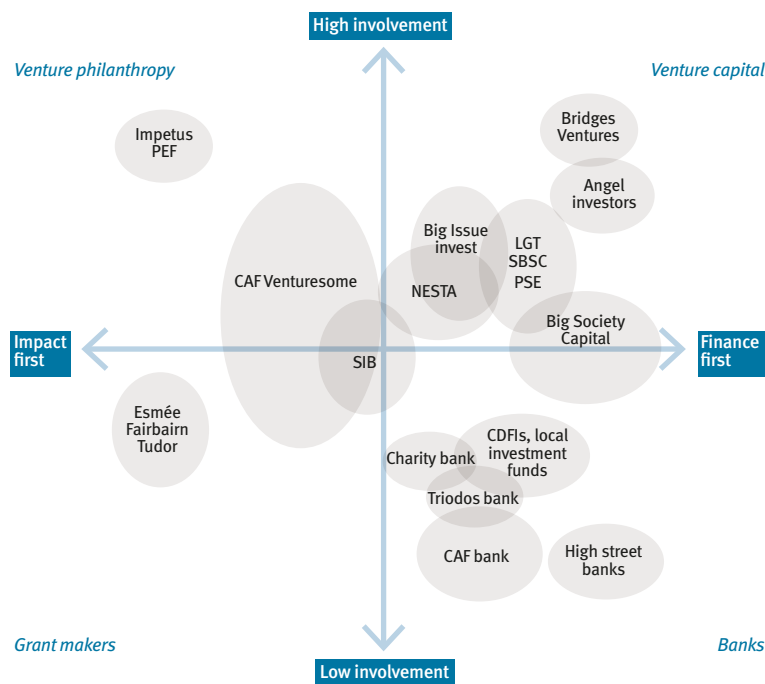 High involvement
Venture philanthropy
Venture capital
Impetus
PEF
Bridges
Ventures
Angel
investors
Big Issue
invest
LGT
SBSC
PSE
CAF Venturesome
NESTA
Big Society
Capital
Impact
first
SIB
Finance
first
Esmée
Fairbairn
Tudor
Charity bank
CDFIs, local
investment
funds
Triodos bank
CAF bank
High street
banks
Grant makers
Banks
Low involvement